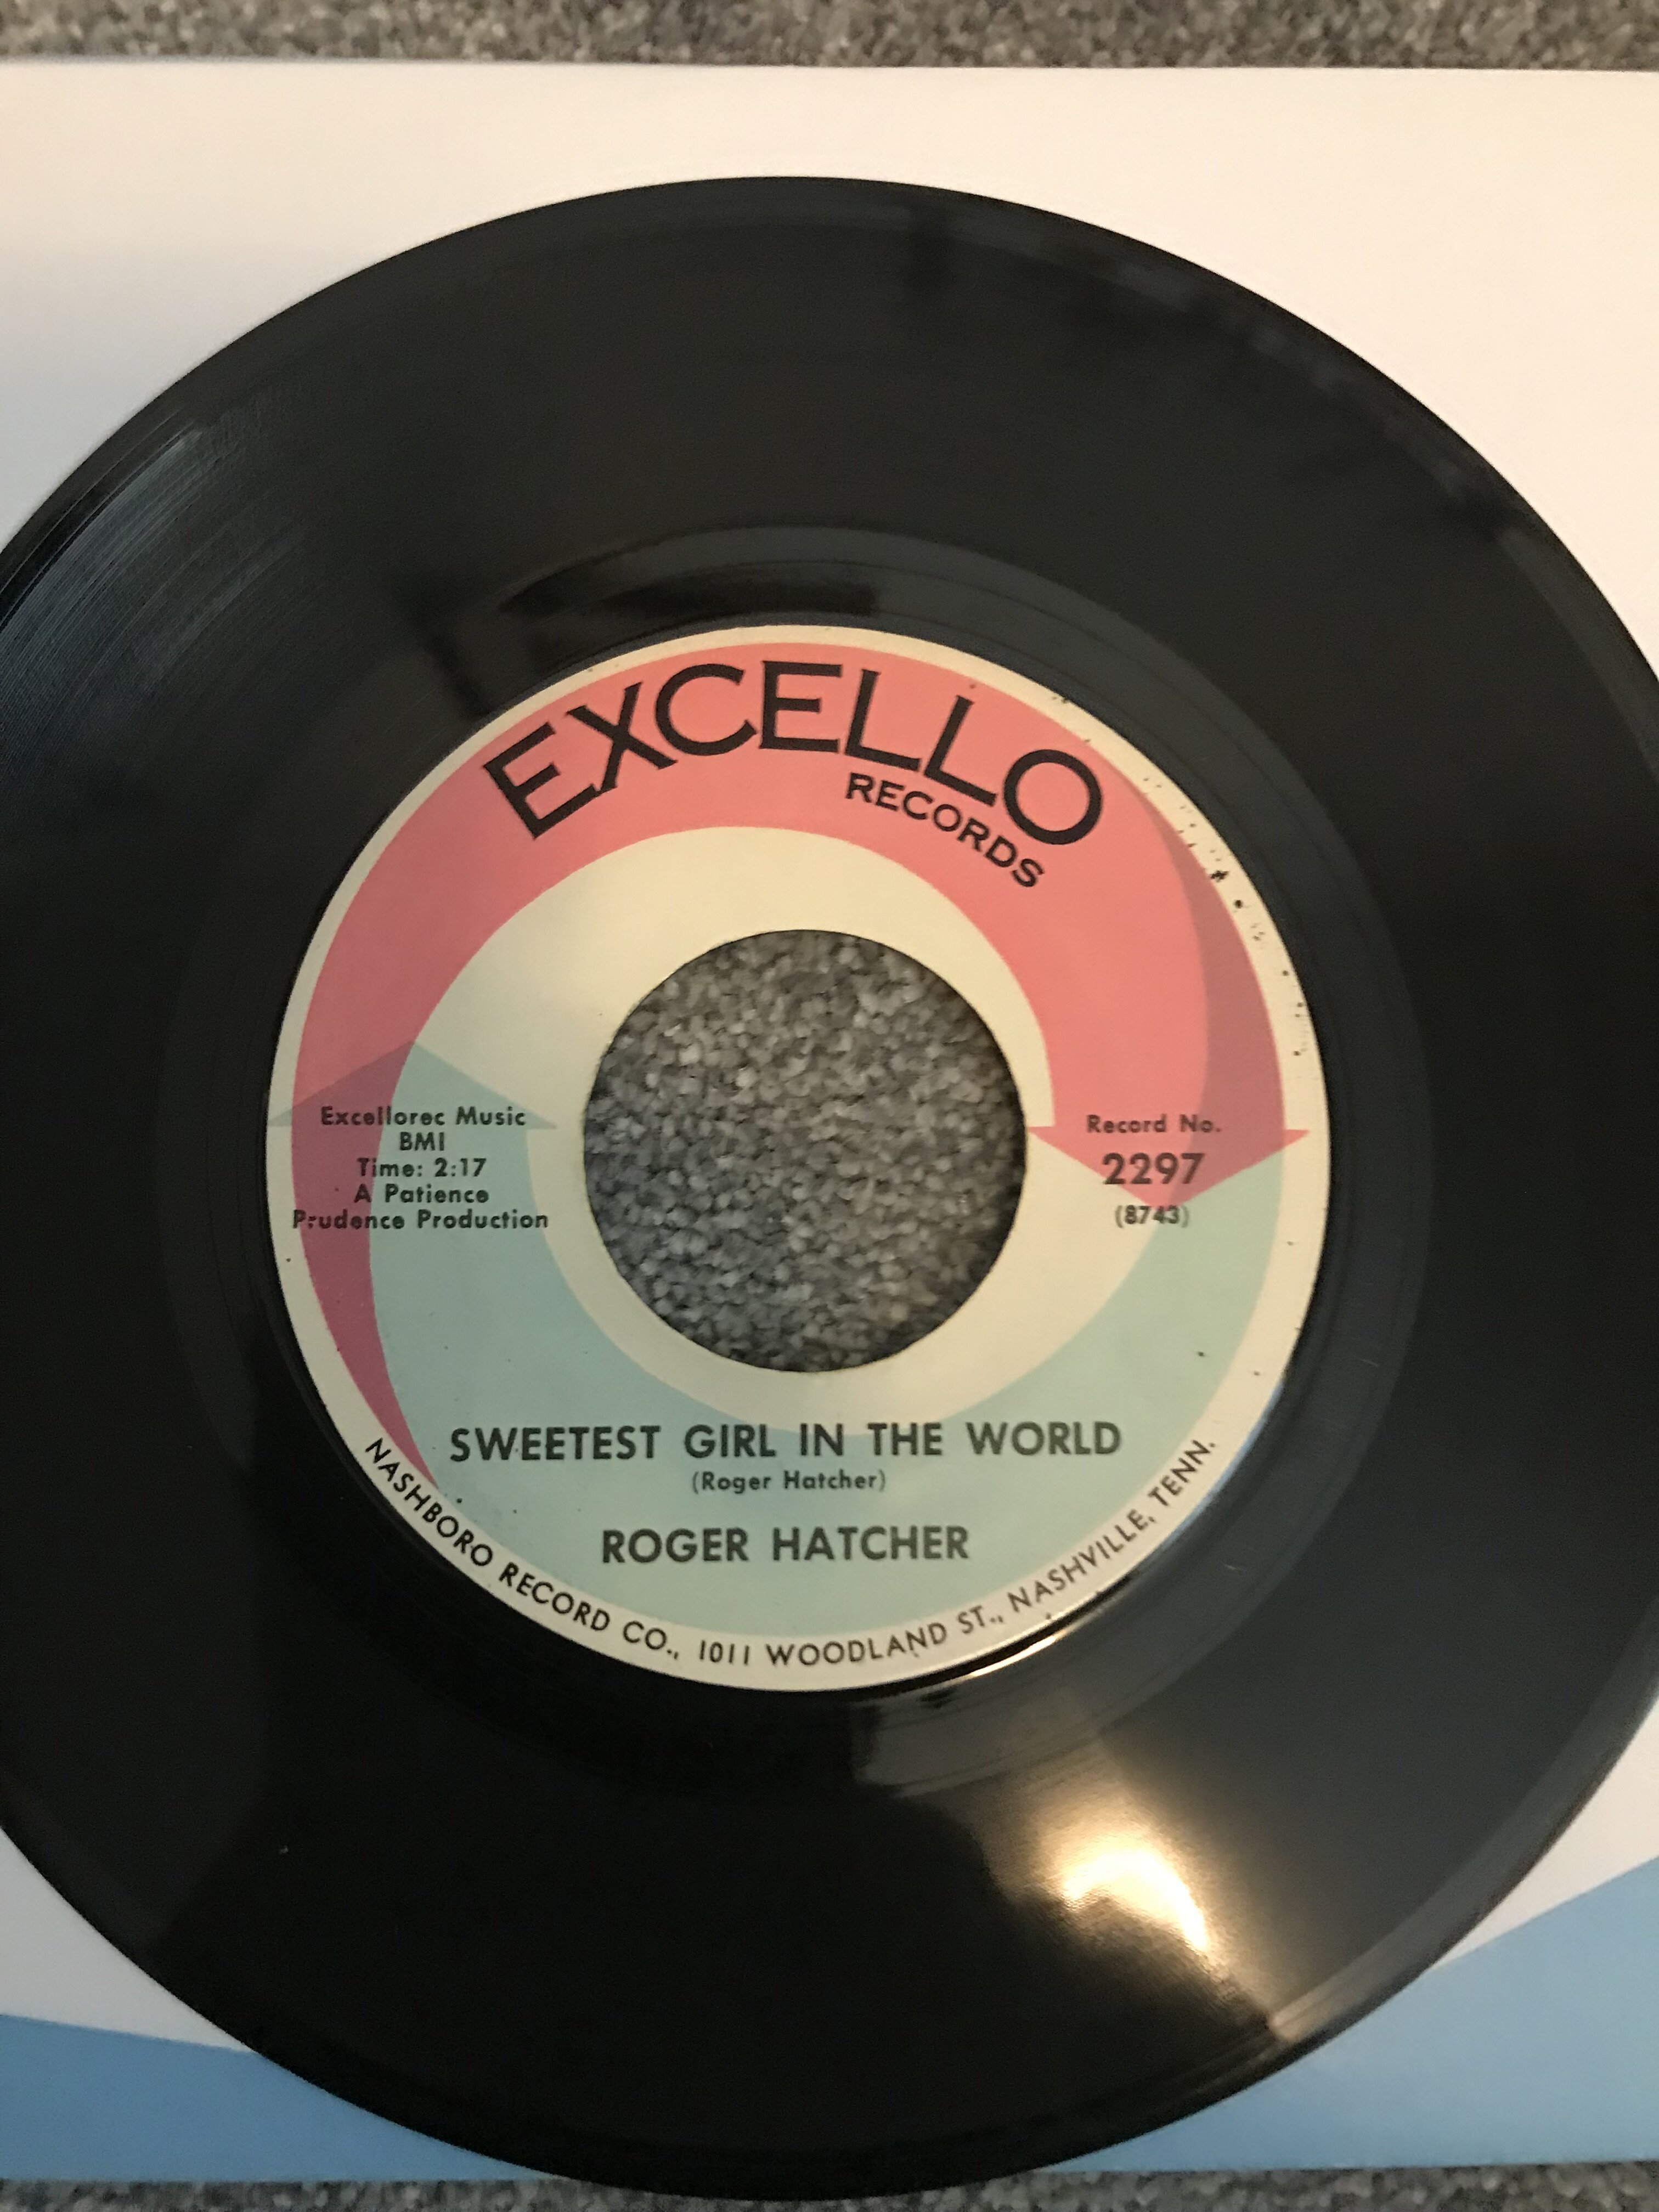 EXCELLO
RECORDS
Excellorec Music
BMI
Time: 2:17
A Patience
Prudence Production
Record No.
2297
(8743)
SWEETEST GIRL IN THE WORLD
(Roger Hatcher)
ROGER HATCHER
NASHBORO RECORD CO., 1011 WOODLAND ST., NASHVILLE, TENN.